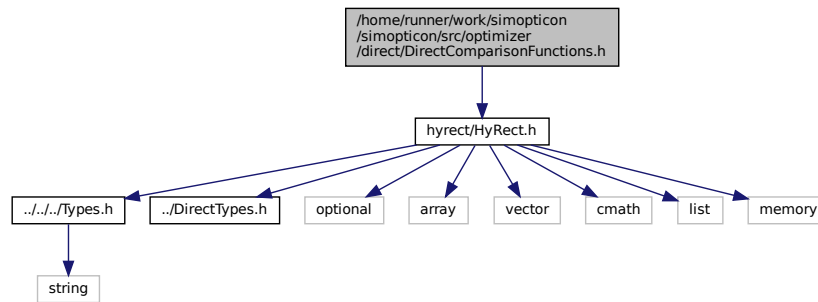 /home/runner/work/simopticon
/simopticon/src/optimizer
/direct/DirectComparisonFunctions.h
hyrect/HyRect.h
../../../Types.h
../DirectTypes.h
optional
array
vector
cmath
list
memory
string